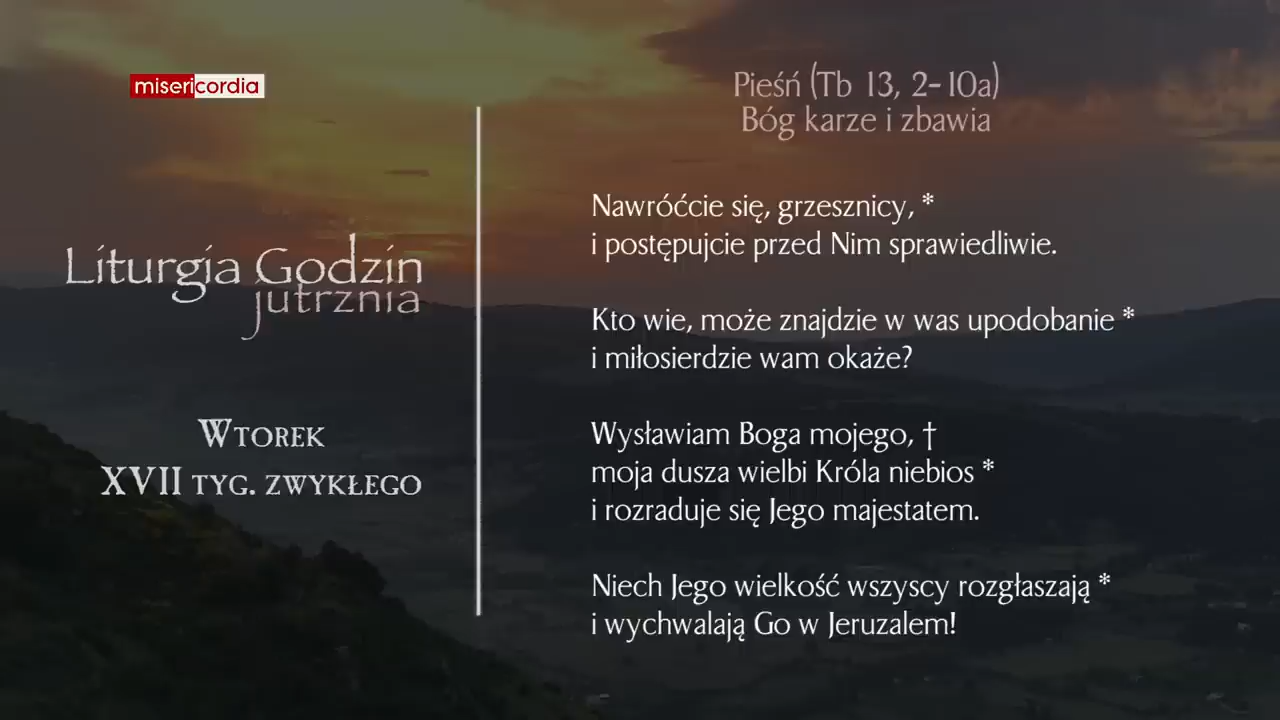 misericordia
Liturgia Godzin
jutrznia
Wtorek
XVII tyg. zwykłego
Pieśń (Tb 13, 2-10a)
Bóg karze i zbawia
Nawróćcie się, grzesznicy, *
i postępujcie przed Nim sprawiedliwie.
Kto wie, może znajdzie w was upodobanie *
i miłosierdzie wam okaże?
Wysławiam Boga mojego, †
moja dusza wielbi Króla niebios *
i rozraduje się Jego majestatem.
Niech Jego wielkość wszyscy rozgłaszają *
i wychwalają Go w Jeruzalem!